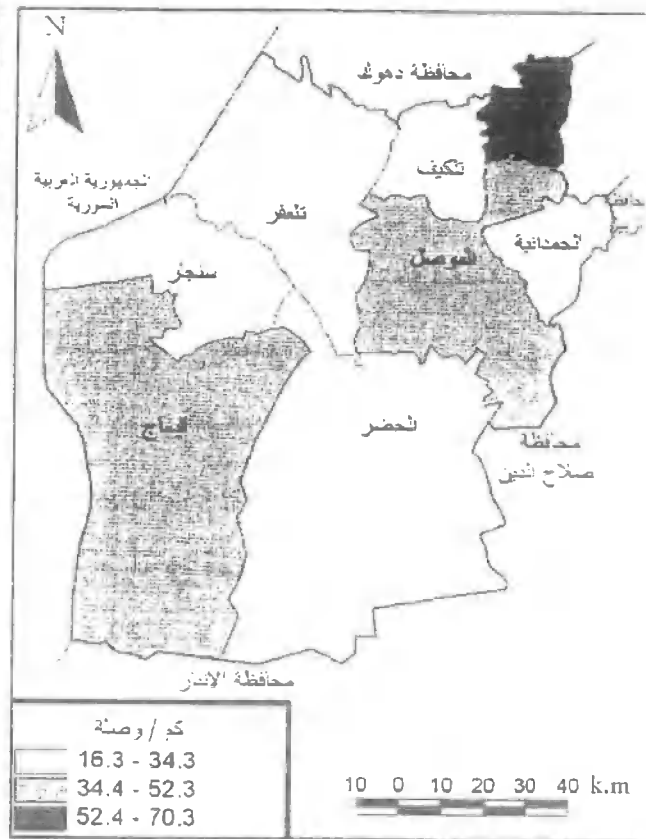 N
محافظة دهوك
الجمهورية العربية
السورية
تلكيف
تلعفر
الحمدانية
الموصل
سنجار
البعاج
الحضر
محافظة
صلاح الدين
محافظة الانبار
كم / وصلة
16.3 - 34.3
34.4 - 52.3
52.4 - 70.3
10 0 10 20 30 40 k.m